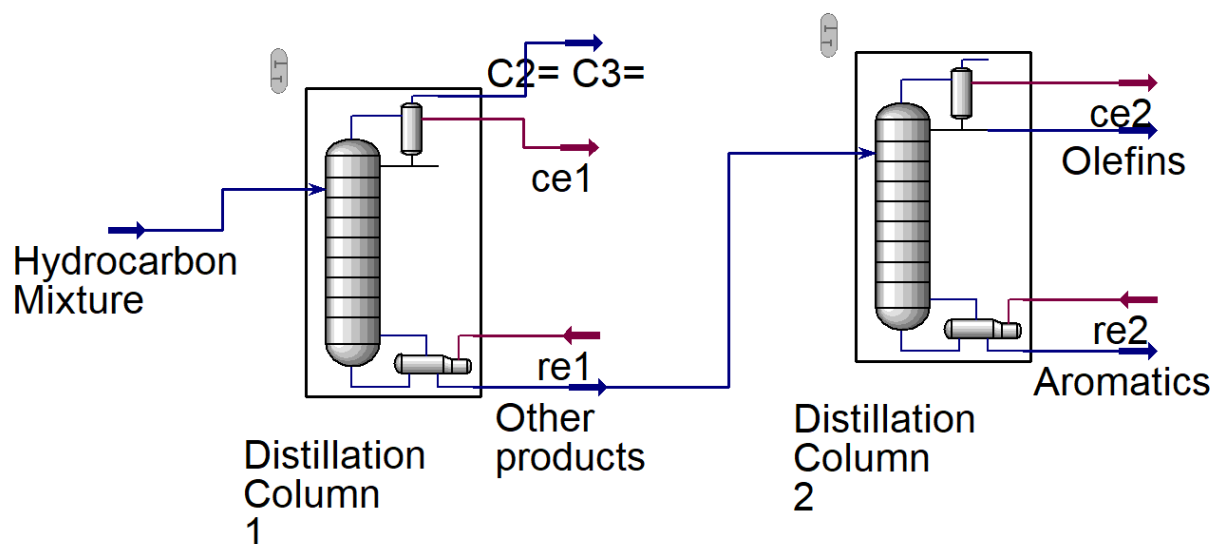 C2= C3=
ce1
Hydrocarbon
Mixture
re1
Other
products
Distillation
Column
1
ce2
Olefins
re2
Aromatics
Distillation
Column
2